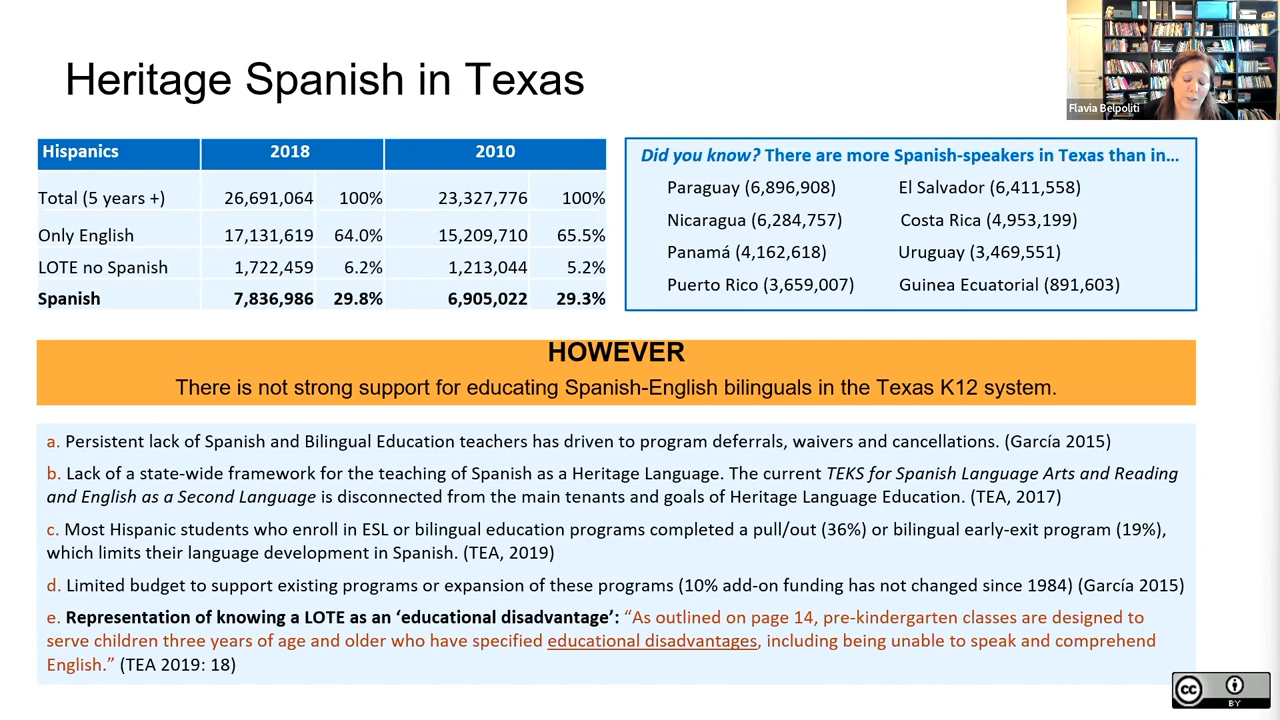 Heritage Spanish in Texas
Flavia Belpoliti
Hispanics 2018 2010
Total (5 years +) 26,691,064 100% 23,327,776 100%
Only English 17,131,619 64.0% 15,209,710 65.5%
LOTE no Spanish 1,722,459 6.2% 1,213,044 5.2%
Spanish 7,836,986 29.8% 6,905,022 29.3%
Did you know? There are more Spanish-speakers in Texas than in...
Paraguay (6,896,908) El Salvador (6,411,558)
Nicaragua (6,284,757) Costa Rica (4,953,199)
Panamá (4,162,618) Uruguay (3,469,551)
Puerto Rico (3,659,007) Guinea Ecuatorial (891,603)
HOWEVER
There is not strong support for educating Spanish-English bilinguals in the Texas K12 system.
a. Persistent lack of Spanish and Bilingual Education teachers has driven to program deferrals, waivers and cancellations. (García 2015)
b. Lack of a state-wide framework for the teaching of Spanish as a Heritage Language. The current TEKS for Spanish Language Arts and Reading
and English as a Second Language is disconnected from the main tenants and goals of Heritage Language Education. (TEA, 2017)
c. Most Hispanic students who enroll in ESL or bilingual education programs completed a pull/out (36%) or bilingual early-exit program (19%),
which limits their language development in Spanish. (TEA, 2019)
d. Limited budget to support existing programs or expansion of these programs (10% add-on funding has not changed since 1984) (García 2015)
e. Representation of knowing a LOTE as an ‘educational disadvantage’: “As outlined on page 14, pre-kindergarten classes are designed to
serve children three years of age and older who have specified educational disadvantages, including being unable to speak and comprehend
English.” (TEA 2019: 18)
cc
BY